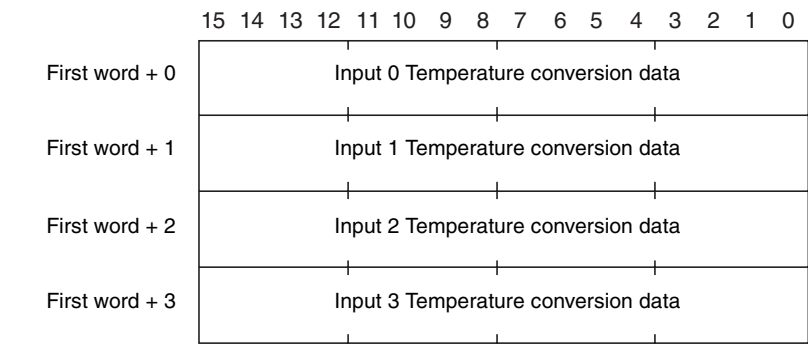 15 14 13 12 11 10 9 8 7 6 5 4 3 2 1 0
First word + 0 Input 0 Temperature conversion data
First word + 1 Input 1 Temperature conversion data
First word + 2 Input 2 Temperature conversion data
First word + 3 Input 3 Temperature conversion data